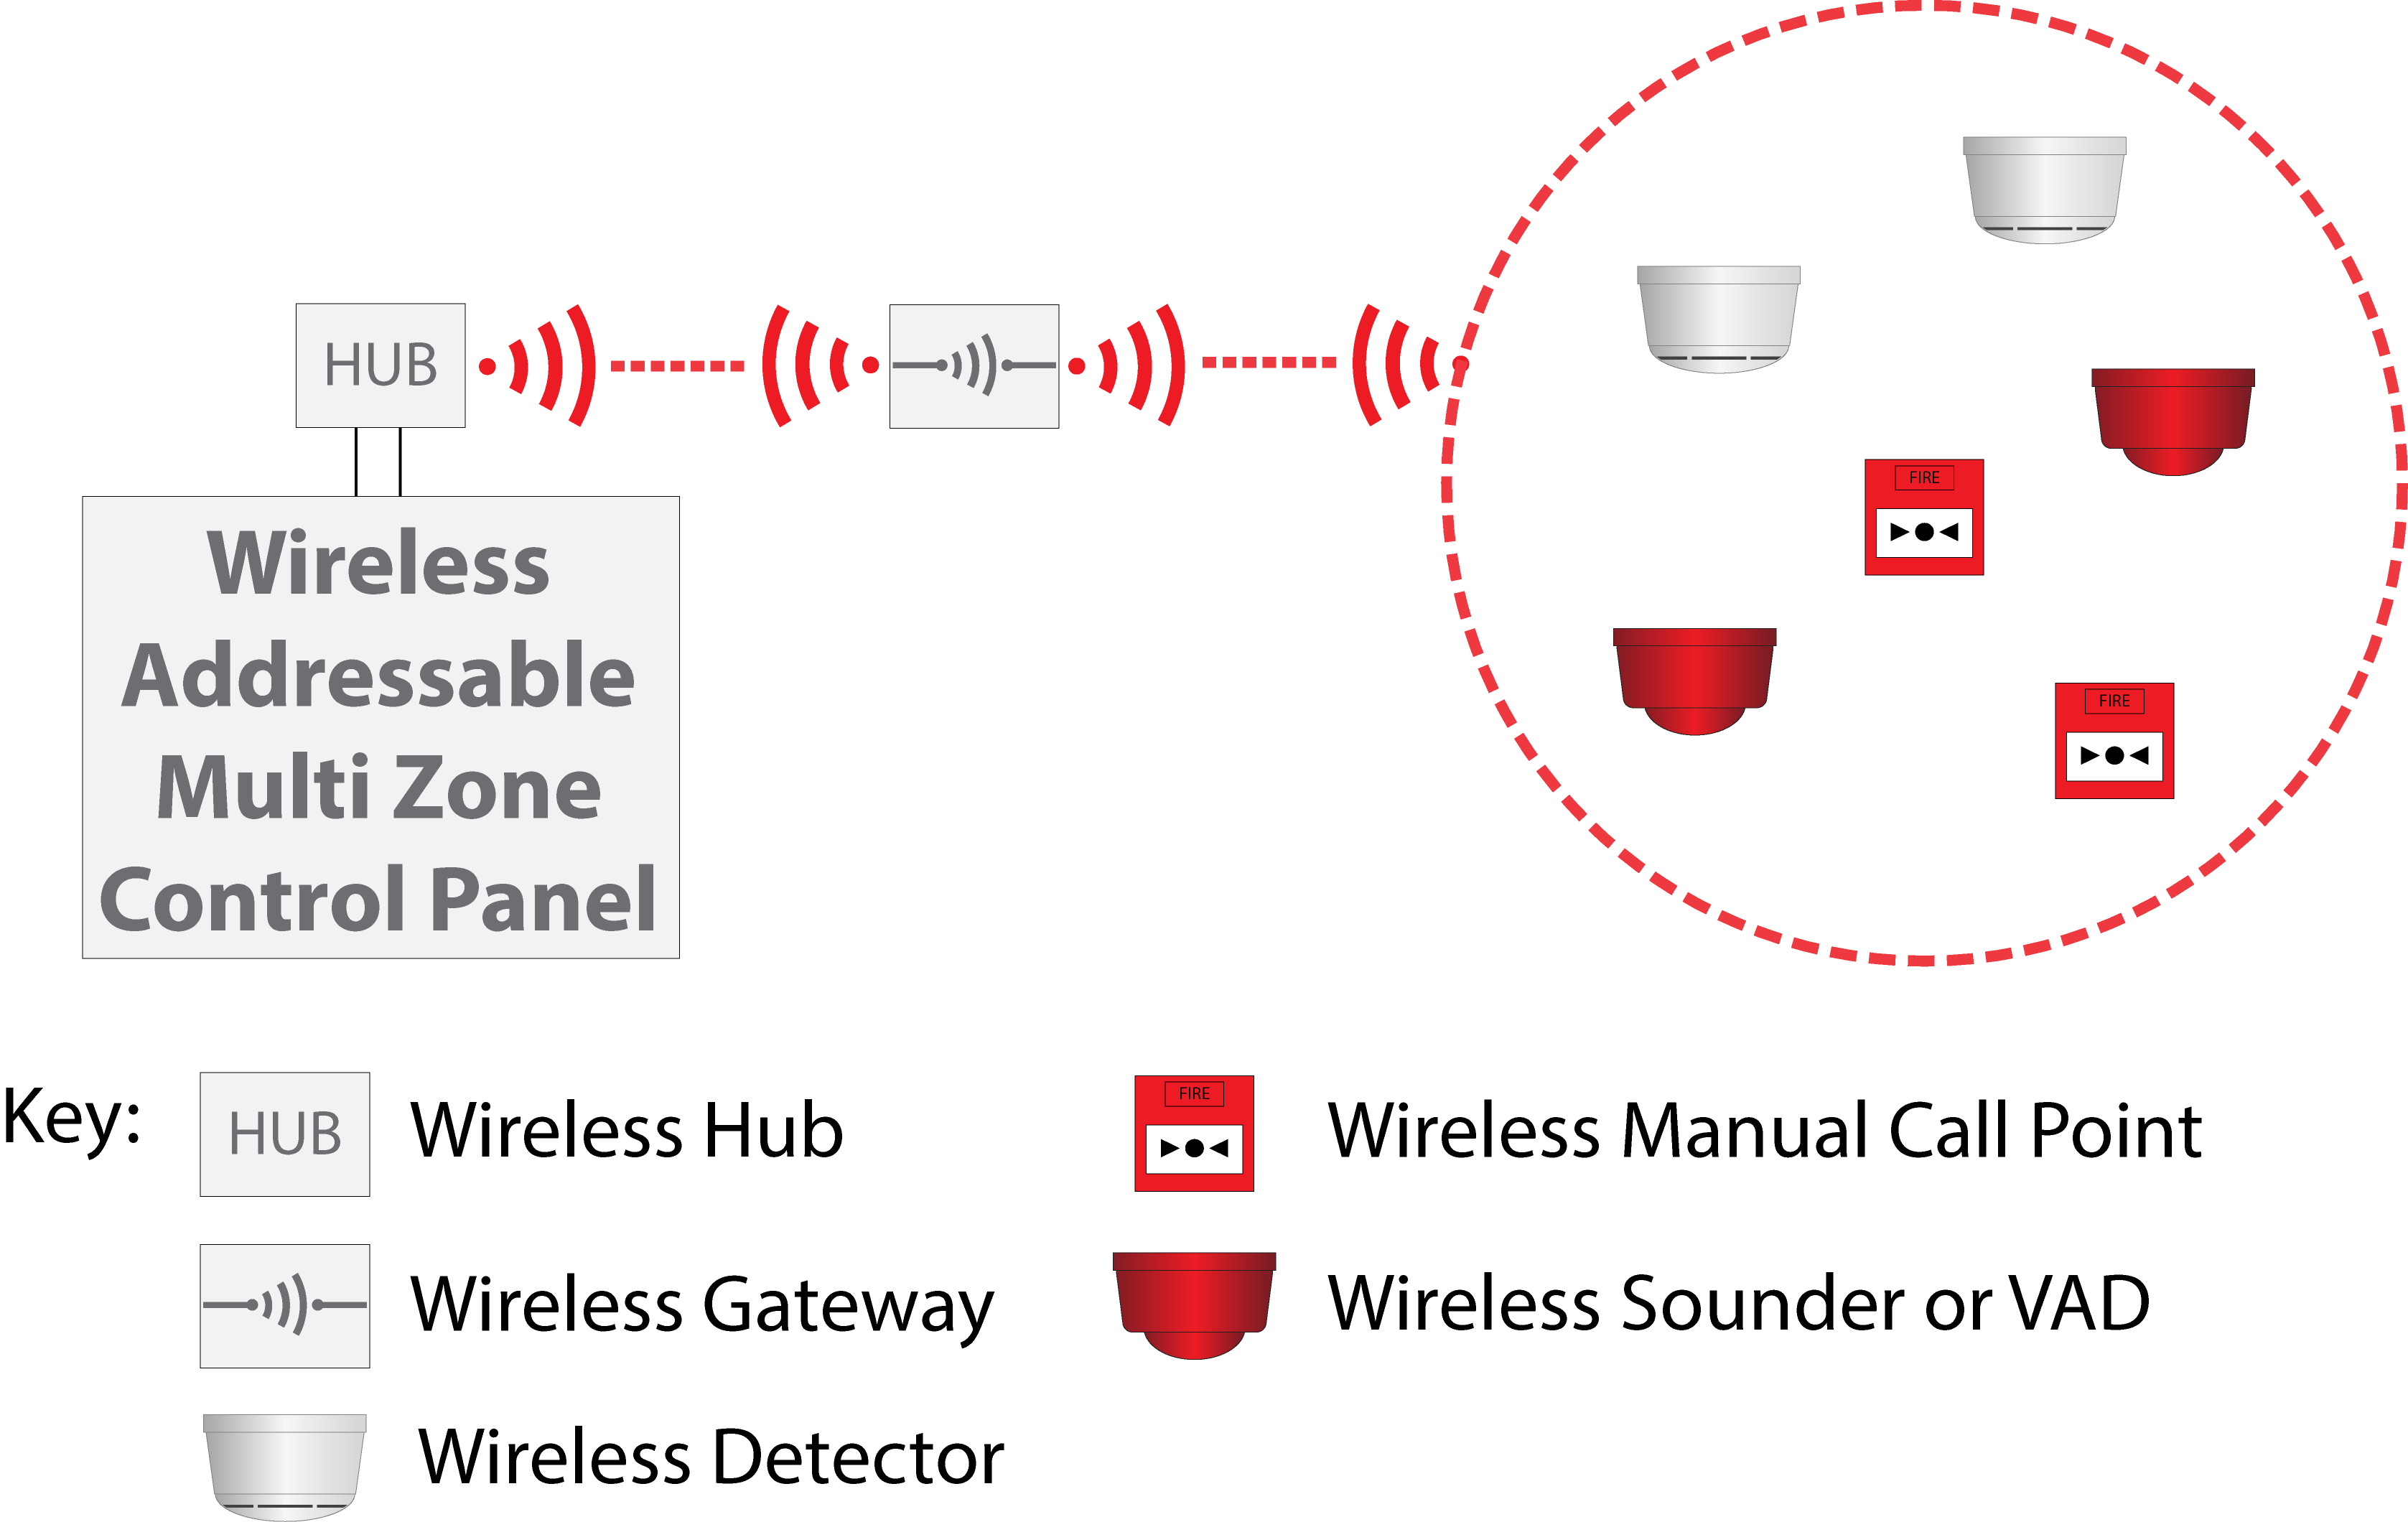 HUB
Wireless
Addressable
Multi Zone
Control Panel
FIRE
FIRE
Key:
HUB
Wireless Hub
FIRE
Wireless Manual Call Point
Wireless Gateway
Wireless Sounder or VAD
Wireless Detector